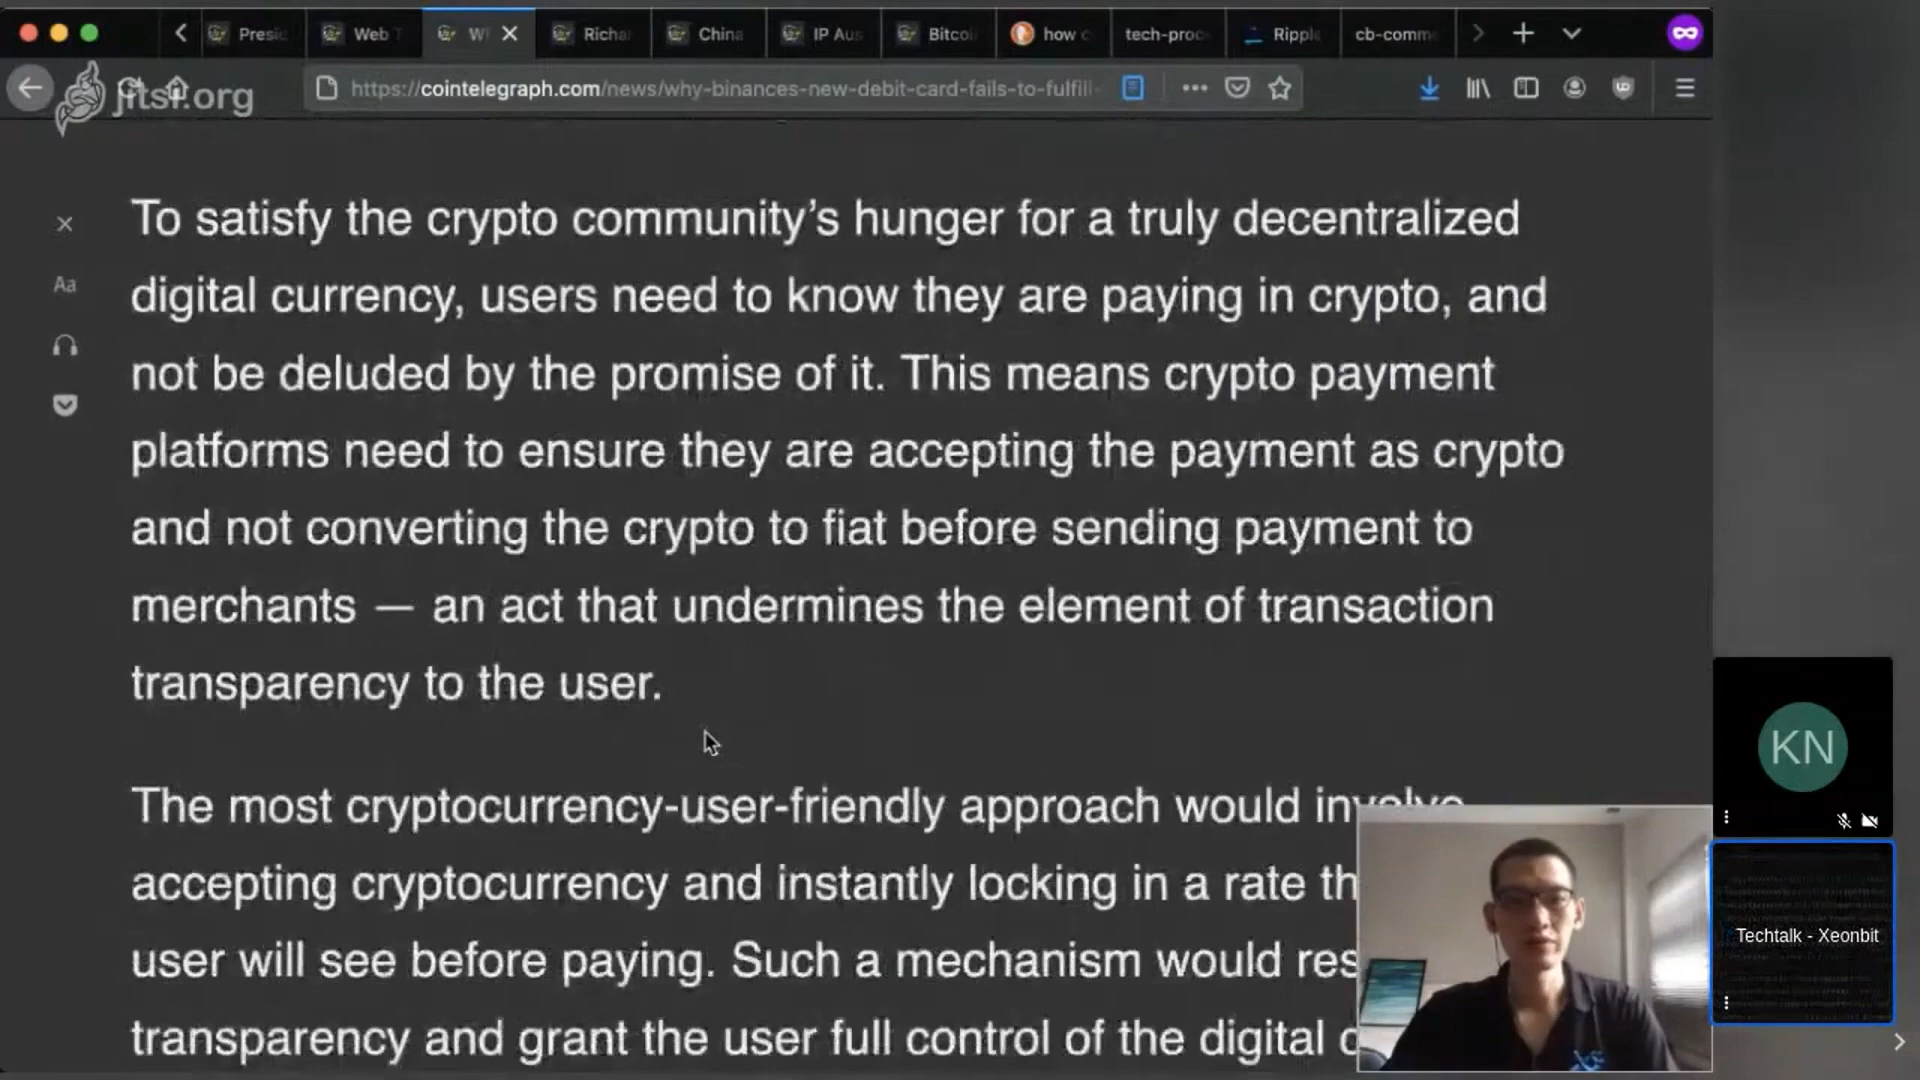 Presi
Web T
W
Richa
China
IP Aus
Bitcoi
how c
tech-proc
Ripple
cb-comm
jitsi.org
https://cointelegraph.com/news/why-binances-new-debit-card-fails-to-fulfill-
Aa
To satisfy the crypto community’s hunger for a truly decentralized
digital currency, users need to know they are paying in crypto, and
not be deluded by the promise of it. This means crypto payment
platforms need to ensure they are accepting the payment as crypto
and not converting the crypto to fiat before sending payment to
merchants — an act that undermines the element of transaction
transparency to the user.
The most cryptocurrency-user-friendly approach would involve
accepting cryptocurrency and instantly locking in a rate th
user will see before paying. Such a mechanism would res
transparency and grant the user full control of the digital c
KN
Techtalk - Xeonbit